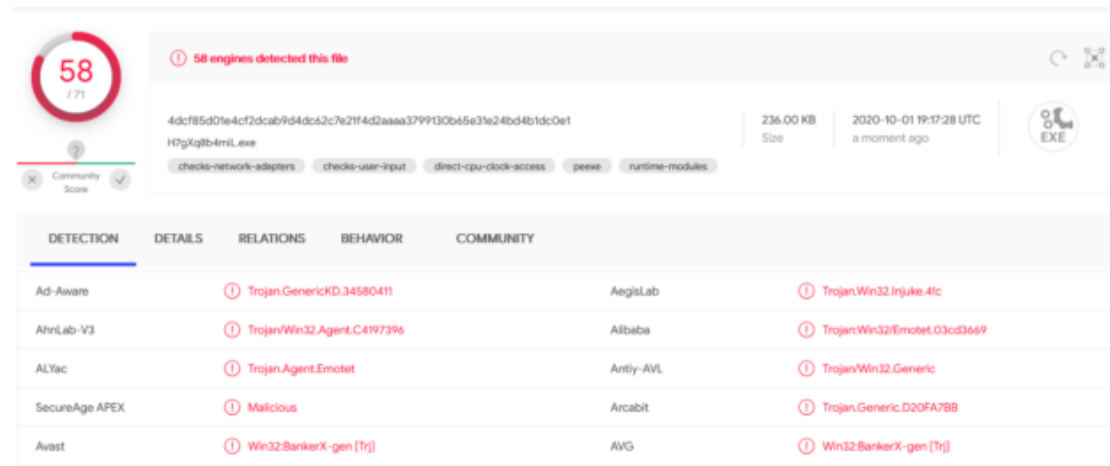 58
/ 71
58 engines detected this file
?
Community
Score
4dcf85d01e4cf2dcab9d4dc62c7e21f4d2aaaa3799130b65e31e24bd4b1dc0e1
H7gXq8b4miL.exe
checks-network-adapters checks-user-input direct-cpu-clock-access peexe runtime-modules
236.00 KB
Size
2020-10-01 19:17:28 UTC
a moment ago
EXE
DETECTION DETAILS RELATIONS BEHAVIOR COMMUNITY
Ad-Aware Trojan.GenericKD.34580411 AegisLab Trojan.Win32.Injuke.4!c
AhnLab-V3 Trojan/Win32.Agent.C4197396 Alibaba Trojan:Win32/Emotet.03cd3669
ALYac Trojan.Agent.Emotet Antiy-AVL Trojan/Win32.Generic
SecureAge APEX Malicious Arcabit Trojan.Generic.D20FA7BB
Avast Win32:BankerX-gen [Trj] AVG Win32:BankerX-gen [Trj]